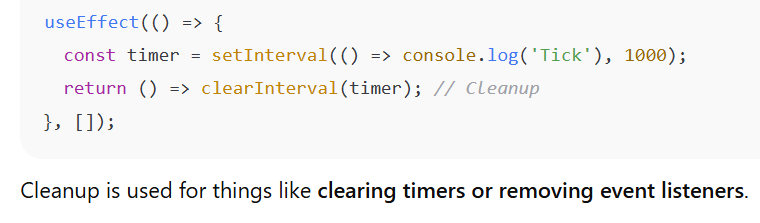 useEffect(() => {
  const timer = setInterval(() => console.log('Tick'), 1000);
  return () => clearInterval(timer); // Cleanup
}, []);
Cleanup is used for things like clearing timers or removing event listeners.